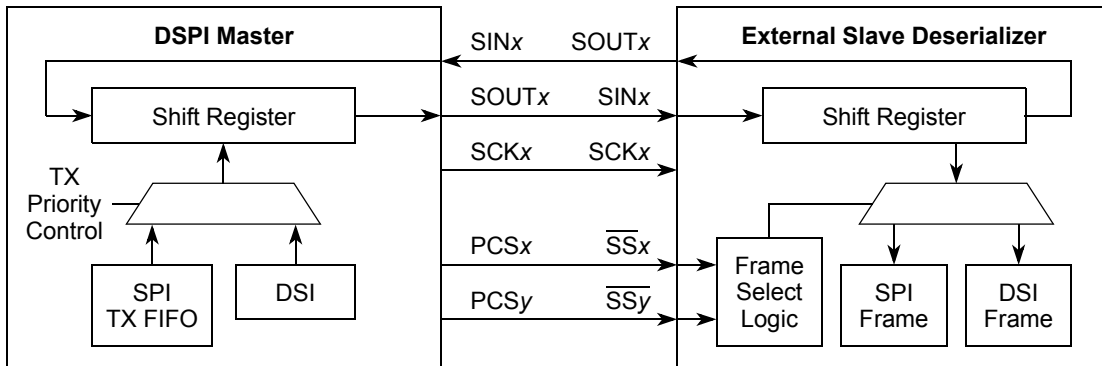 DSPI Master
External Slave Deserializer
SINx
SOUTx
SOUTx
SINx
Shift Register
Shift Register
SCKx
SCKx
TX
Priority
Control
PCSx
SSx
PCSy
SSy
SPI
TX FIFO
DSI
Frame
Select
Logic
SPI
Frame
DSI
Frame